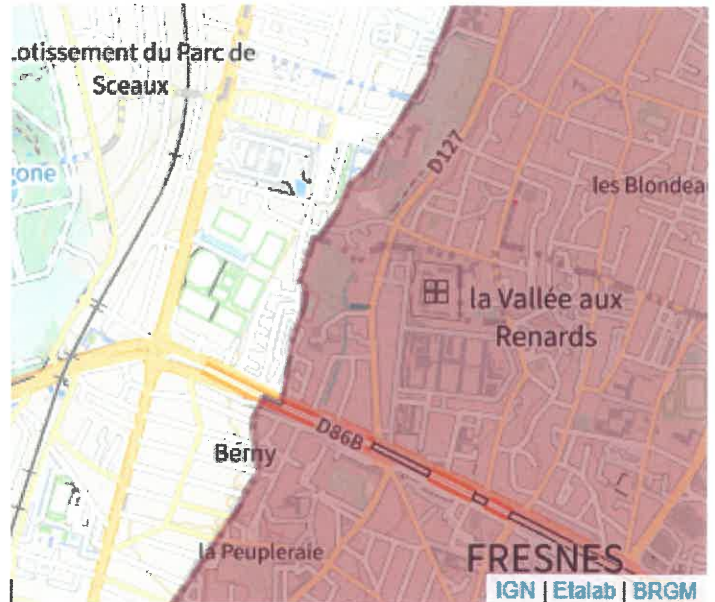 Lotissement du Parc de
Sceaux
gone
D127
les Blondea
la Vallée aux
Renards
D86B
Berny
la Peupleraie
FRESNES
IGN | Etalab | BRGM